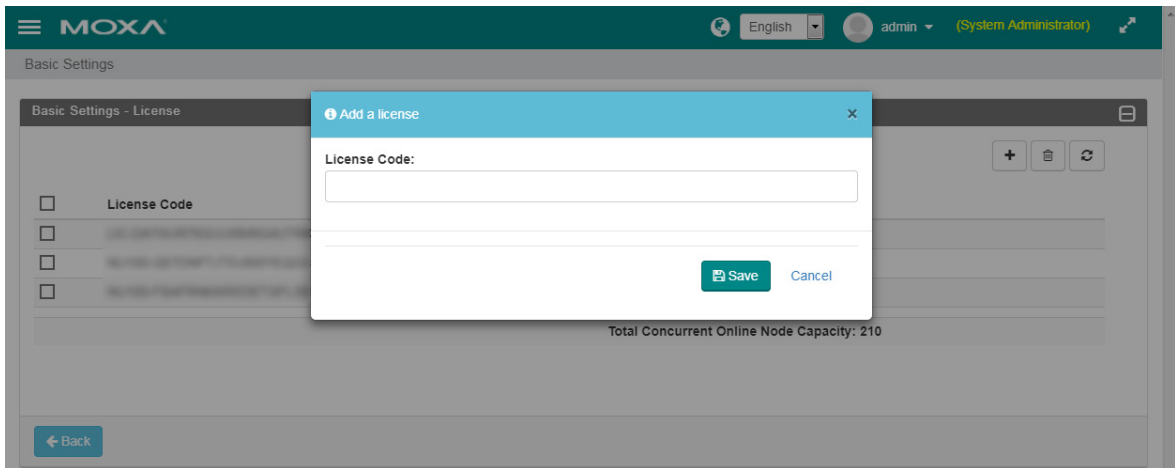 MOXA
English
admin
(System Administrator)
Basic Settings
Basic Settings - License
Add a license
License Code:
License Code
Save
Cancel
Total Concurrent Online Node Capacity: 210
Back